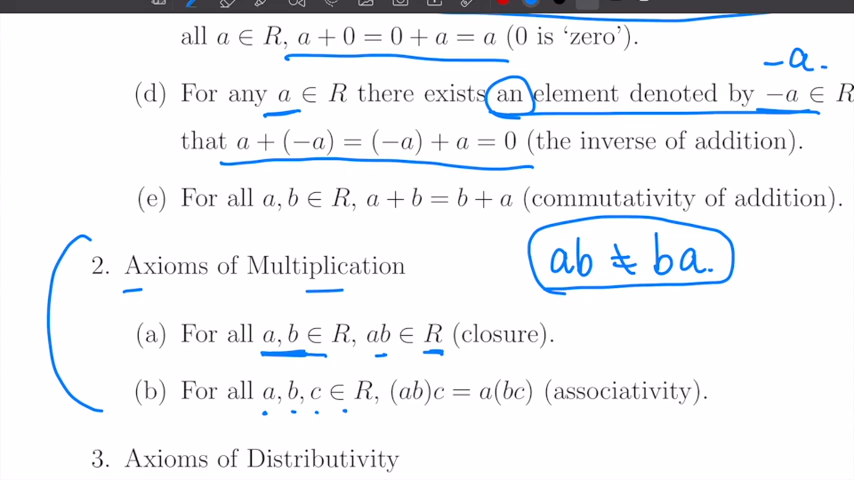 all a ∈ R, a + 0 = 0 + a = a (0 is ‘zero’).
-a.
(d) For any a ∈ R there exists an element denoted by −a ∈ R
that a + (−a) = (−a) + a = 0 (the inverse of addition).
(e) For all a, b ∈ R, a + b = b + a (commutativity of addition).
2. Axioms of Multiplication
ab ≠ ba.
(a) For all a, b ∈ R, ab ∈ R (closure).
(b) For all a, b, c ∈ R, (ab)c = a(bc) (associativity).
3. Axioms of Distributivity